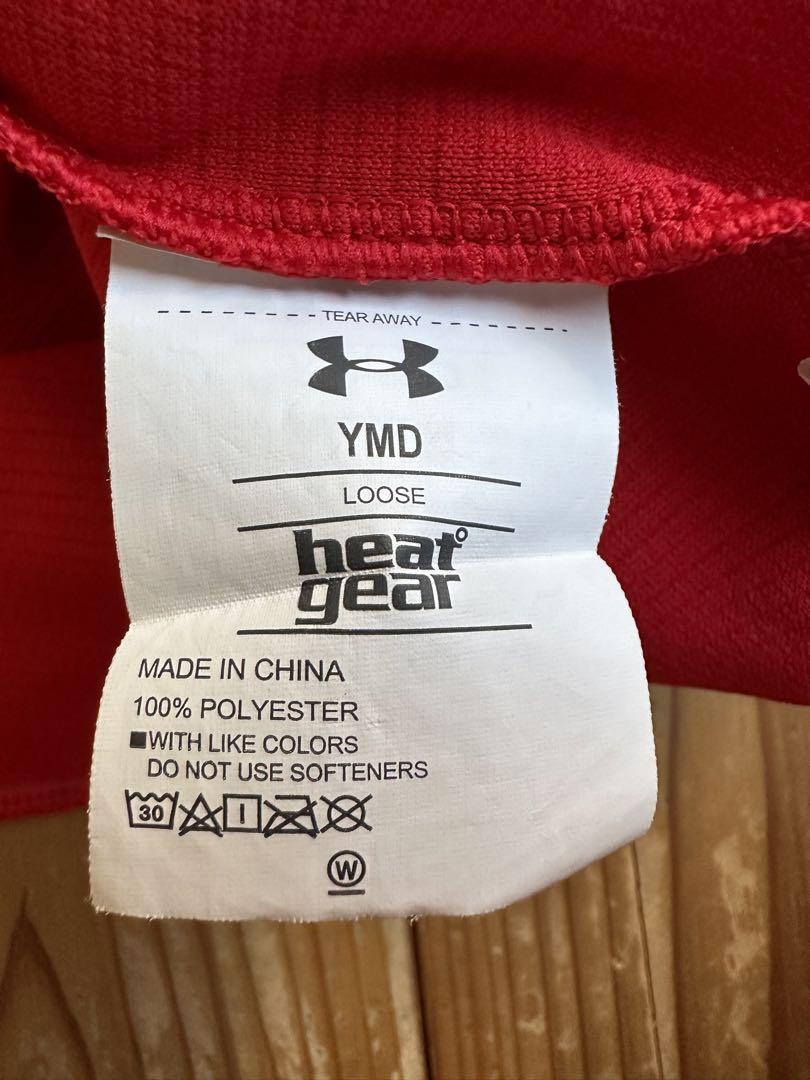 TEAR AWAY
YMD
LOOSE
heat
gear
MADE IN CHINA
100% POLYESTER
WITH LIKE COLORS
DO NOT USE SOFTENERS
30
W